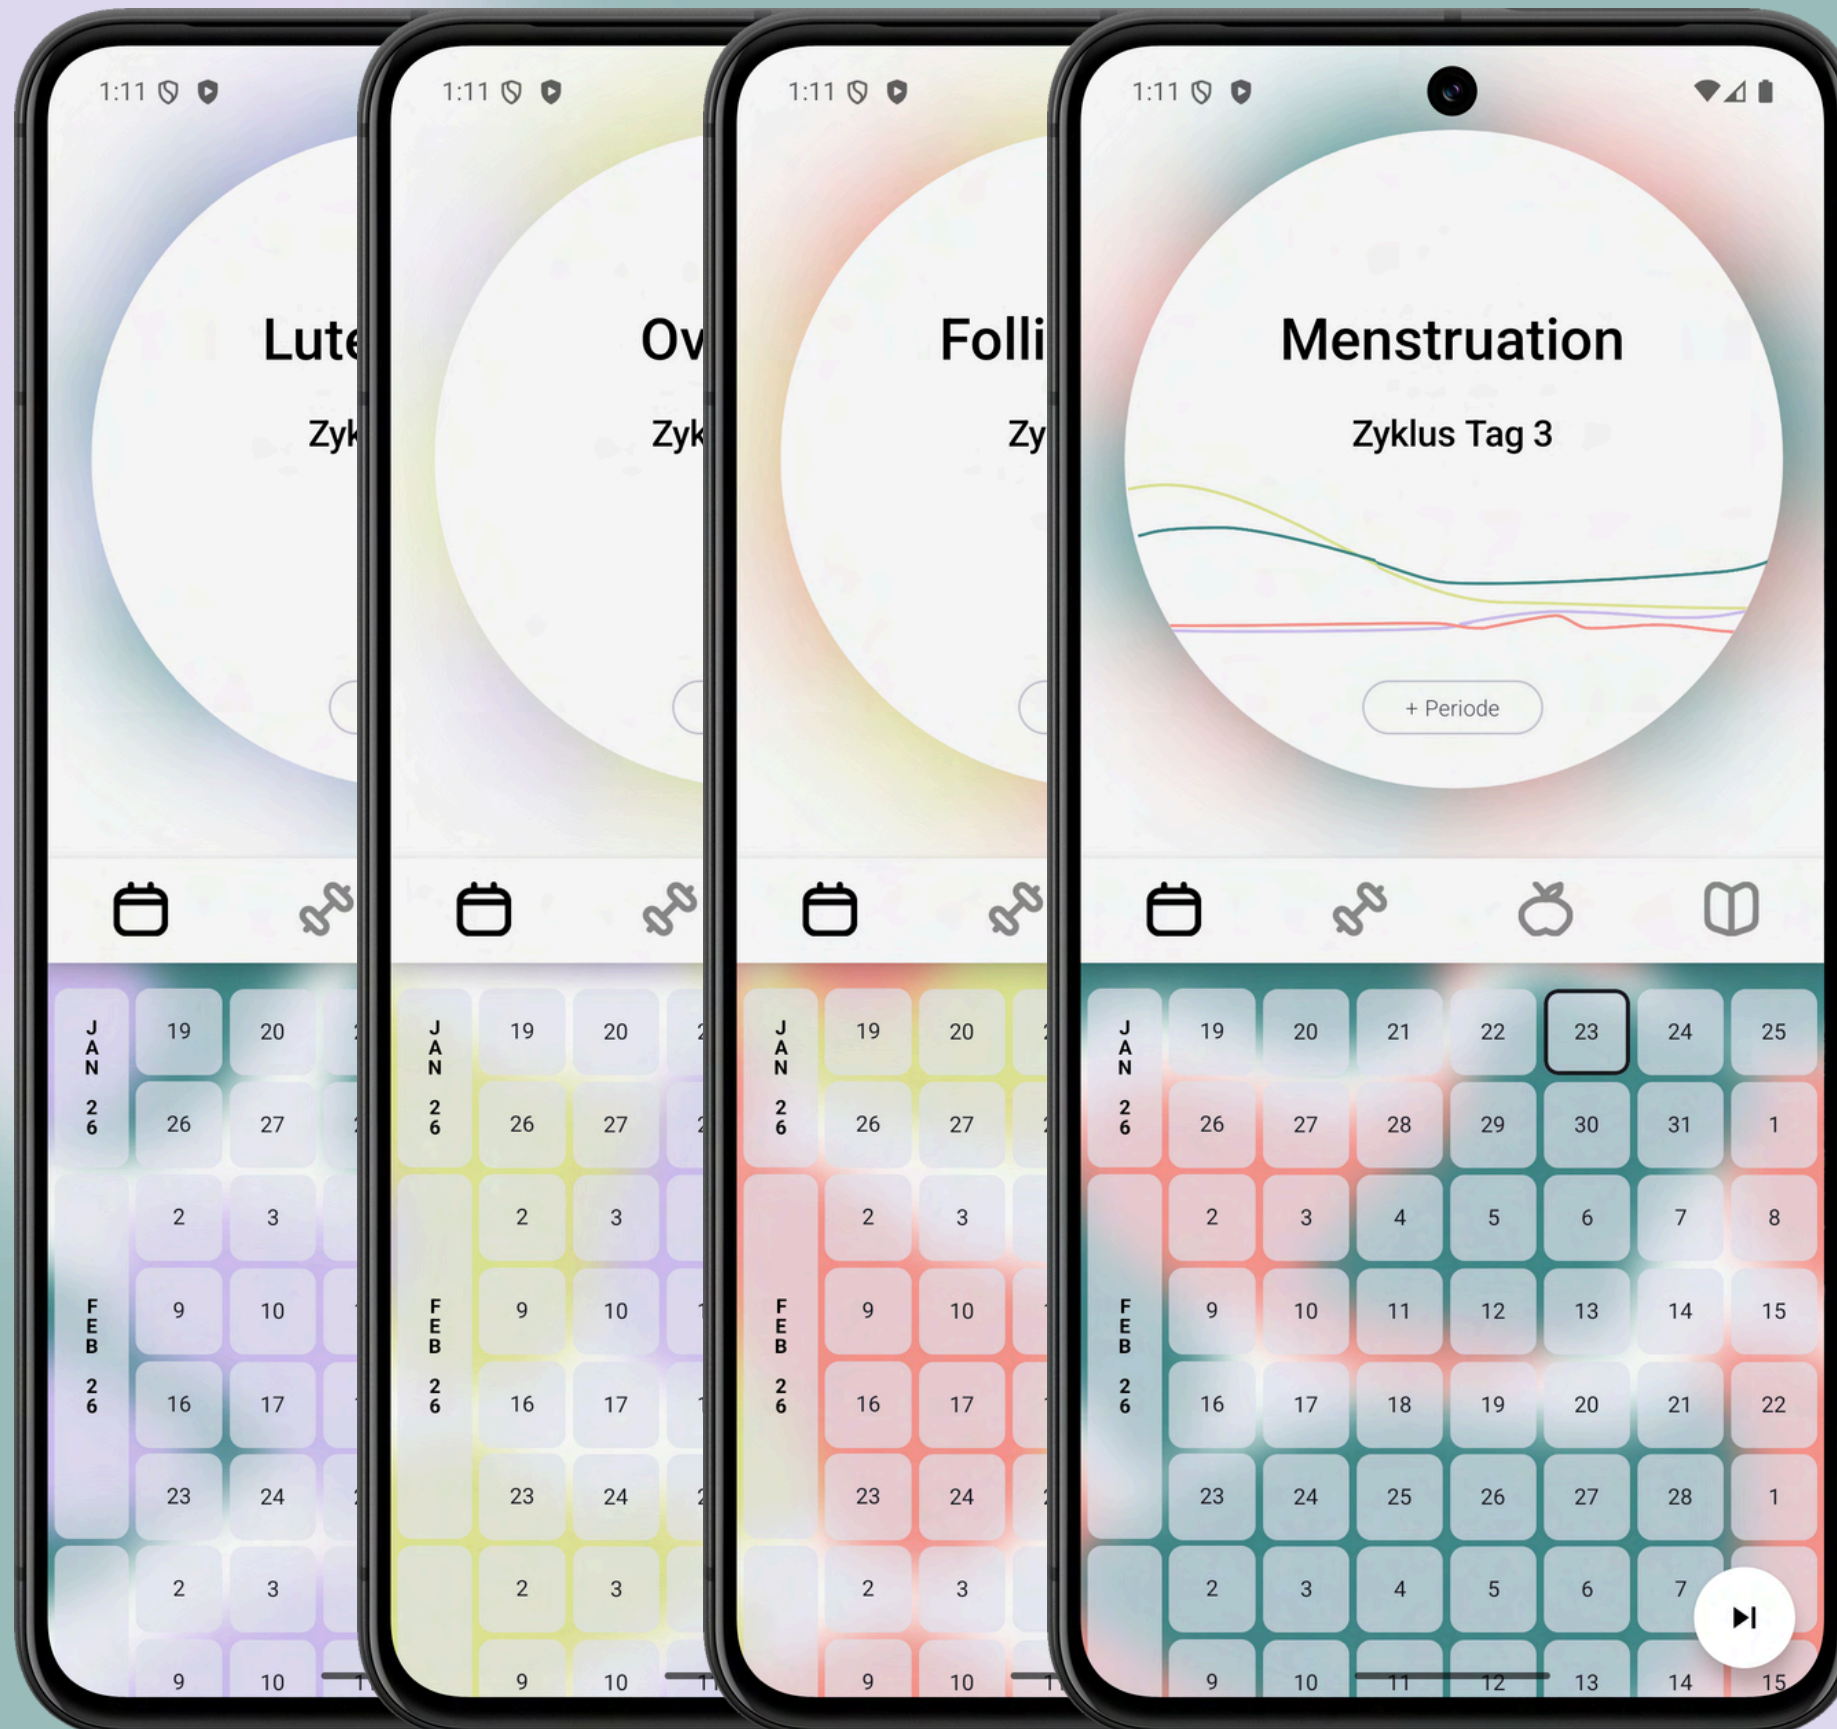 1:11
Lute
Zyk
JAN 26
19 20
26 27
FEB 26
2 3
9 10
16 17
23 24
2 3
9 10
1:11
Ov
Zyk
JAN 26
19 20
26 27
FEB 26
2 3
9 10
16 17
23 24
2 3
9 10
1:11
Folli
Zy
JAN 26
19 20
26 27
FEB 26
2 3
9 10
16 17
23 24
2 3
9 10
1:11
Menstruation
Zyklus Tag 3
+ Periode
JAN 26
19 20 21 22 23 24 25
26 27 28 29 30 31 1
FEB 26
2 3 4 5 6 7 8
9 10 11 12 13 14 15
16 17 18 19 20 21 22
23 24 25 26 27 28 1
2 3 4 5 6 7
9 10 11 12 13 14 15